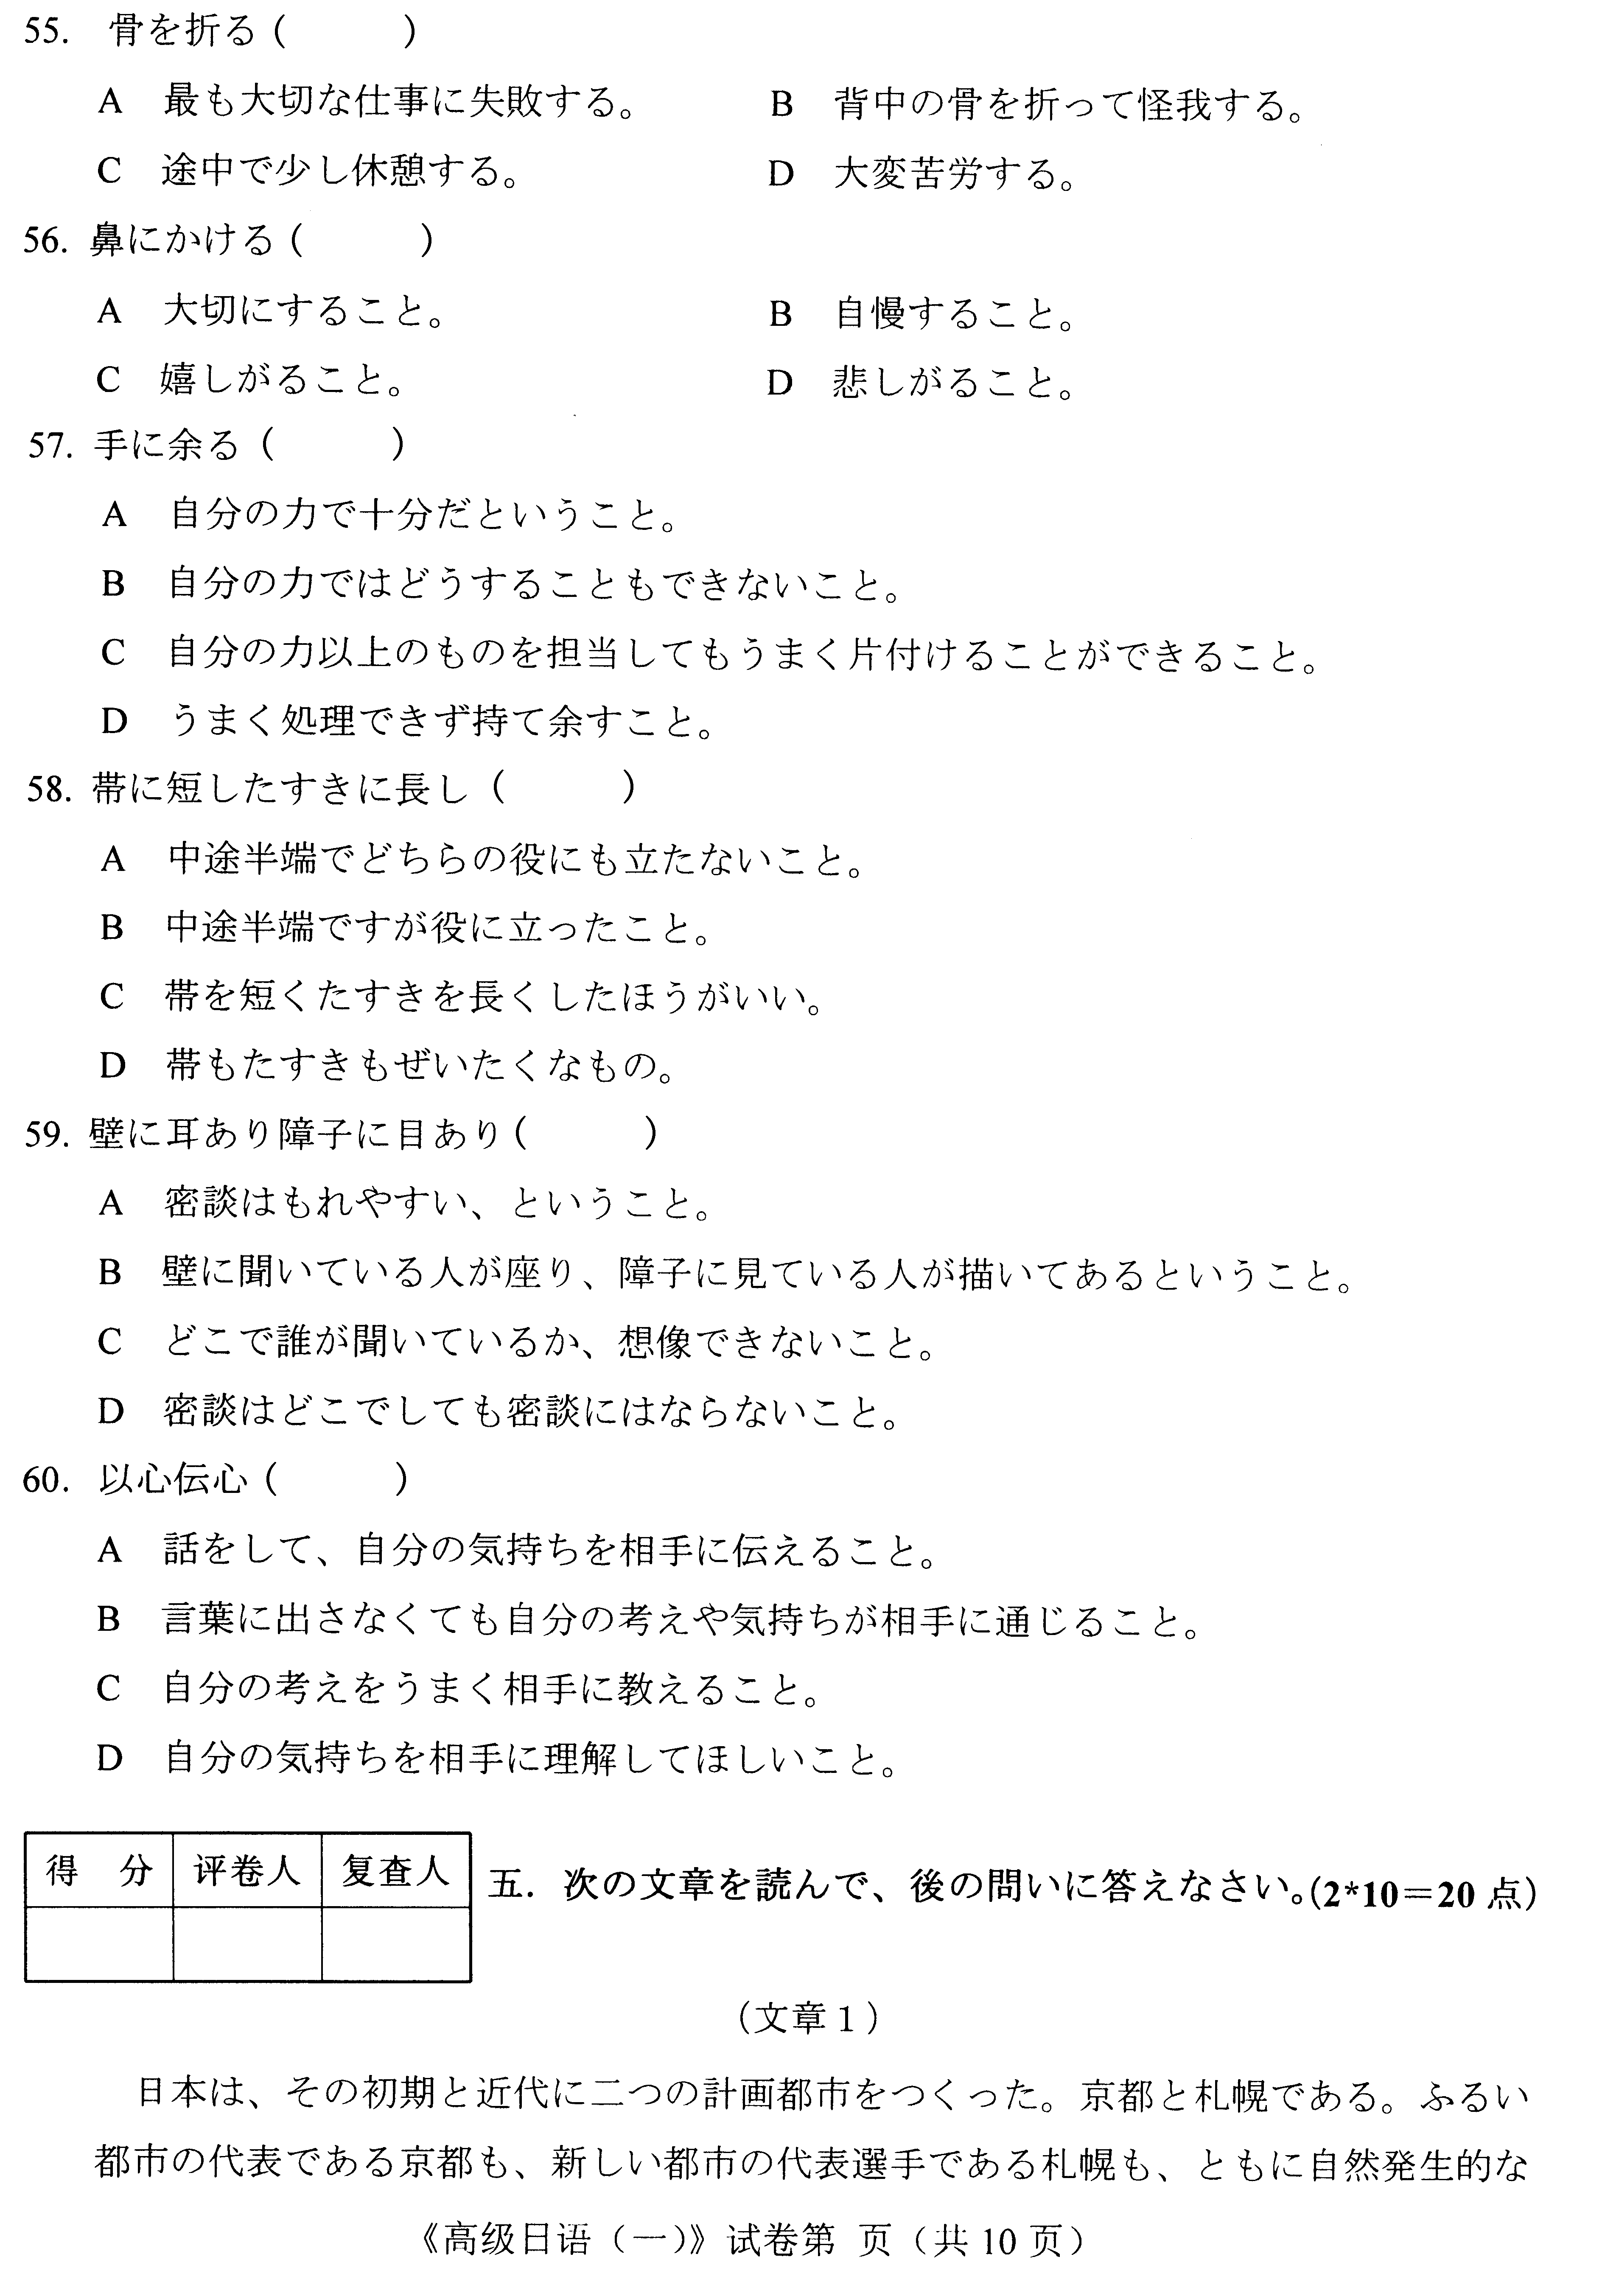 55. 骨を折る（　　　）
A 最も大切な仕事に失敗する。 B 背中の骨を折って怪我する。
C 途中で少し休憩する。 D 大変苦労する。
56. 鼻にかける（　　　）
A 大切にすること。 B 自慢すること。
C 嬉しがること。 D 悲しがること。
57. 手に余る（　　　）
A 自分の力で十分だということ。
B 自分の力ではどうすることもできないこと。
C 自分の力以上のものを担当してもうまく片付けることができること。
D うまく処理できず持て余すこと。
58. 帯に短したすきに長し（　　　）
A 中途半端でどちらの役にも立たないこと。
B 中途半端ですが役に立ったこと。
C 帯を短くたすきを長くしたほうがいい。
D 帯もたすきもぜいたくなもの。
59. 壁に耳あり障子に目あり（　　　）
A 密談はもれやすい、ということ。
B 壁に聞いている人が座り、障子に見ている人が描いてあるということ。
C どこで誰が聞いているか、想像できないこと。
D 密談はどこでしても密談にはならないこと。
60. 以心伝心（　　　）
A 話をして、自分の気持ちを相手に伝えること。
B 言葉に出さなくても自分の考えや気持ちが相手に通じること。
C 自分の考えをうまく相手に教えること。
D 自分の気持ちを相手に理解してほしいこと。
得 分 评卷人 复查人
五. 次の文章を読んで、後の問いに答えなさい。(2*10＝20 点)
（文章 1）
日本は、その初期と近代に二つの計画都市をつくった。京都と札幌である。ふるい
都市の代表である京都も、新しい都市の代表選手である札幌も、ともに自然発生的な
《高级日语（一）》试卷第 页（共 10 页）